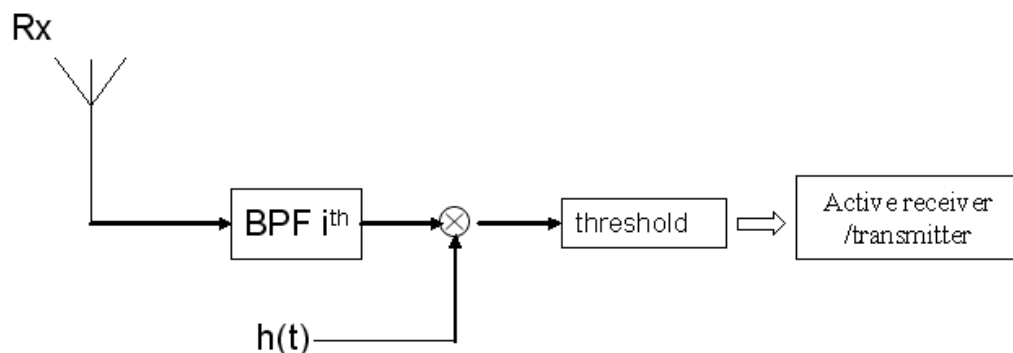 Rx
BPF iᵗʰ
threshold
Active receiver
/transmitter
h(t)